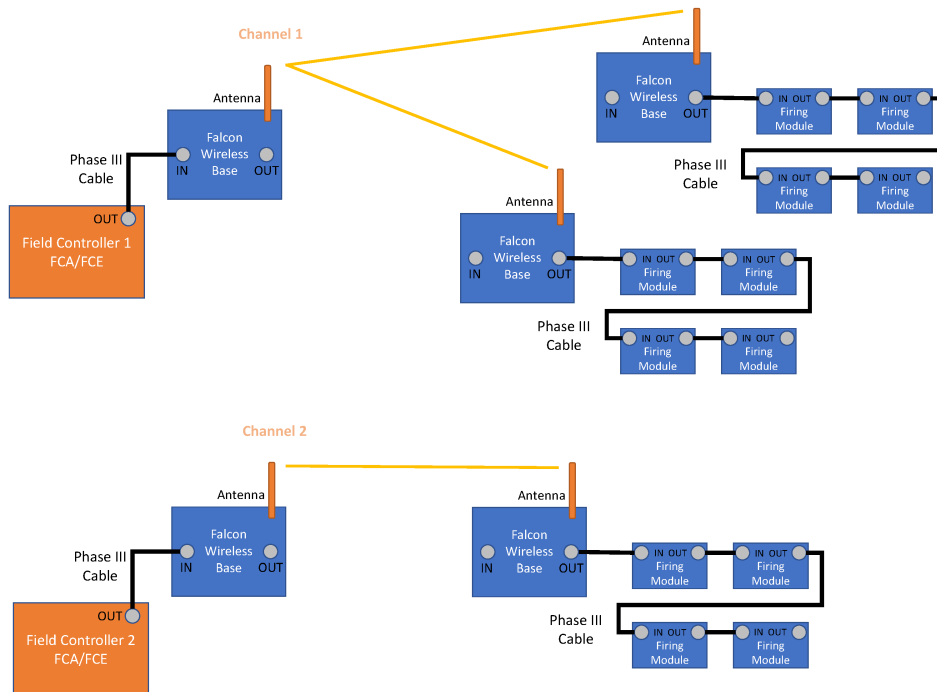 Channel 1
Antenna
Falcon
Wireless
Base
IN
OUT
IN OUT
Firing
Module
IN OUT
Firing
Module
Phase III
Cable
IN OUT
Firing
Module
IN OUT
Firing
Module
Antenna
Falcon
Wireless
Base
IN
OUT
Phase III
Cable
OUT
Field Controller 1
FCA/FCE
Antenna
Falcon
Wireless
Base
IN
OUT
IN OUT
Firing
Module
IN OUT
Firing
Module
Phase III
Cable
IN OUT
Firing
Module
IN OUT
Firing
Module
Channel 2
Antenna
Falcon
Wireless
Base
IN
OUT
Phase III
Cable
OUT
Field Controller 2
FCA/FCE
Antenna
Falcon
Wireless
Base
IN
OUT
IN OUT
Firing
Module
IN OUT
Firing
Module
Phase III
Cable
IN OUT
Firing
Module
IN OUT
Firing
Module